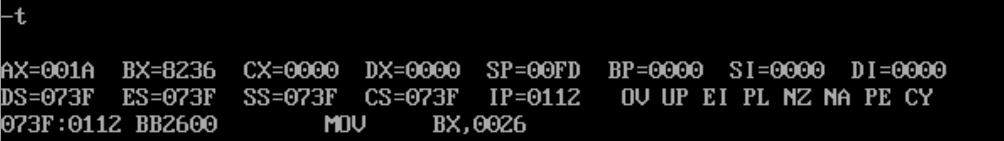 -t
AX=001A BX=8236 CX=0000 DX=0000 SP=00FD BP=0000 SI=0000 DI=0000
DS=073F ES=073F SS=073F CS=073F IP=0112 OV UP EI PL NZ NA PE CY
073F:0112 BB2600 MOV BX,0026